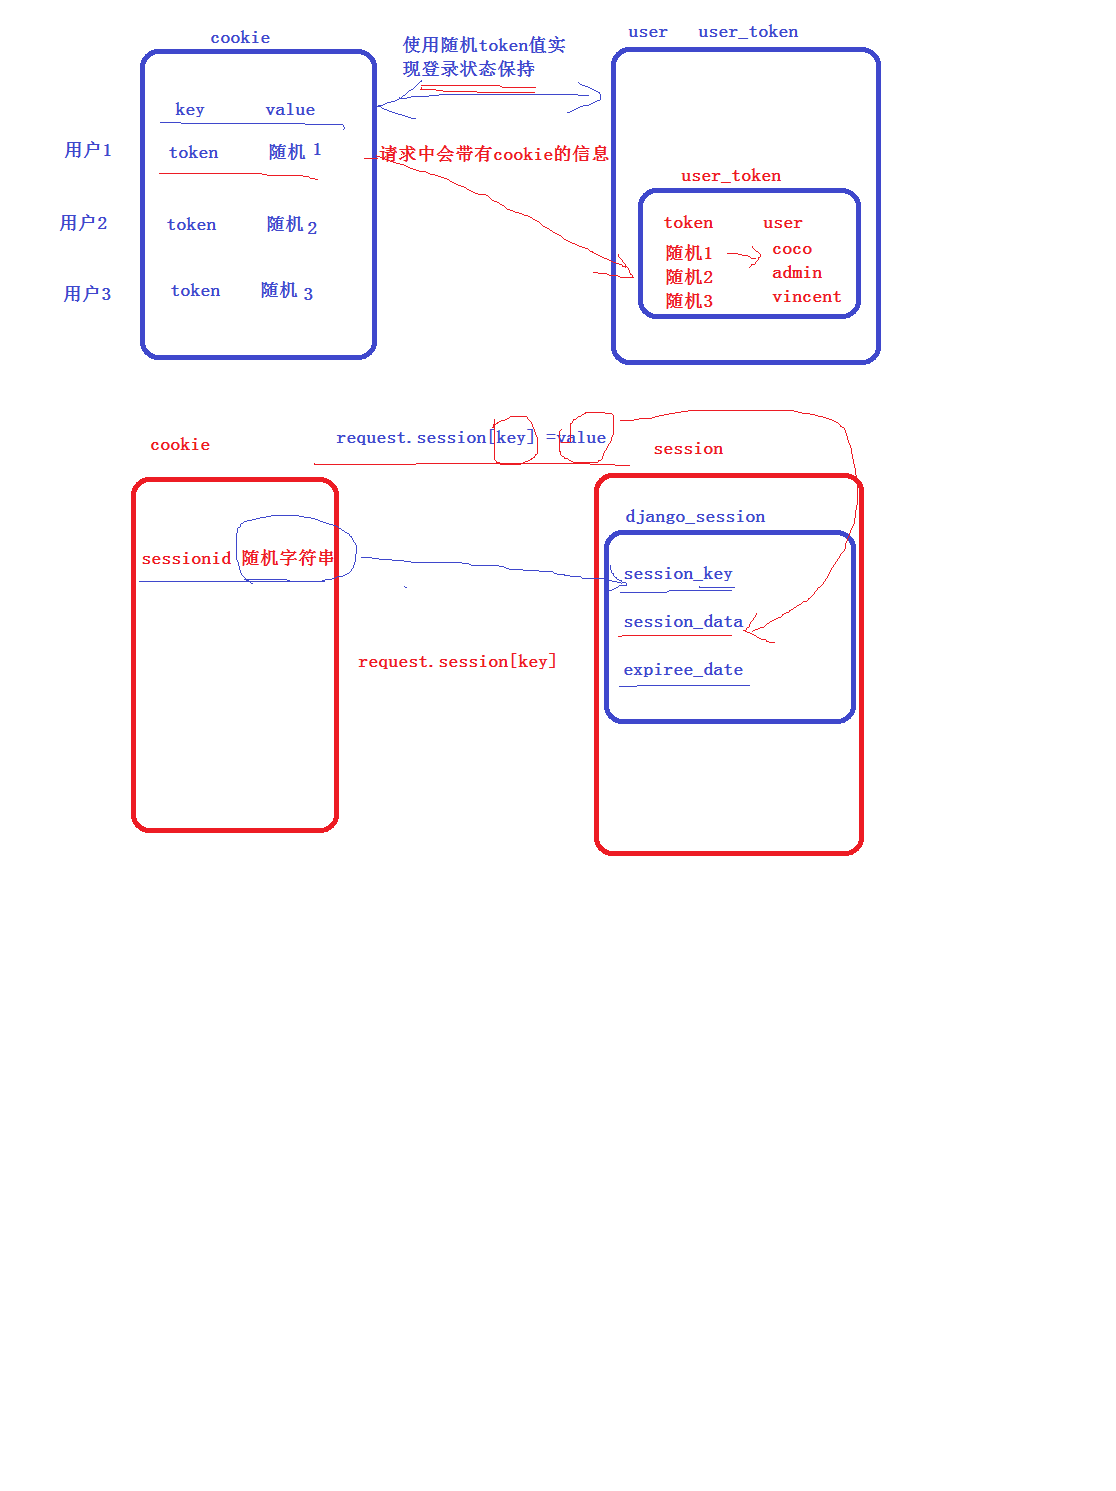 cookie
使用随机token值实
现登录状态保持
user user_token
key value
用户1 token 随机 1
请求中会带有cookie的信息
user_token
用户2 token 随机 2
token user
随机1 coco
随机2 admin
随机3 vincent
用户3 token 随机 3
cookie
request.session[key] =value
session
django_session
sessionid 随机字符串
session_key
session_data
request.session[key]
expiree_date